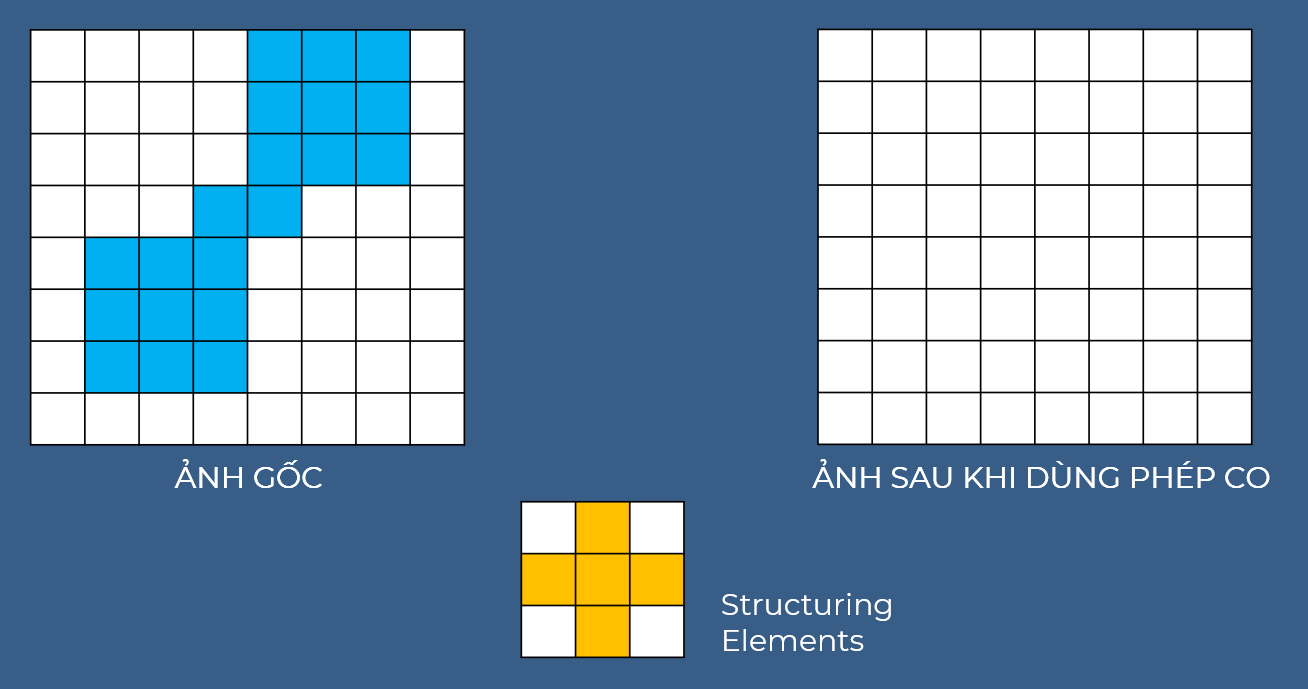 ẢNH GỐC
ẢNH SAU KHI DÙNG PHÉP CO
Structuring
Elements